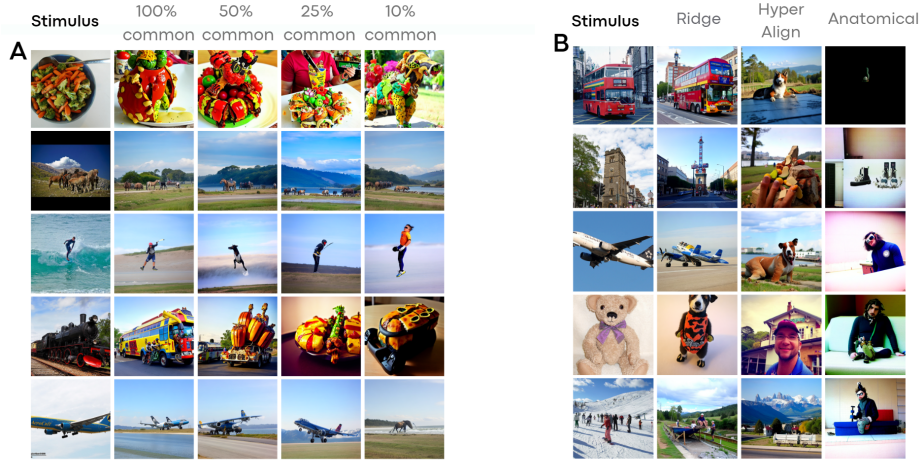 Stimulus
100%
common
50%
common
25%
common
10%
common
A
Stimulus
Ridge
Hyper
Align
Anatomical
B